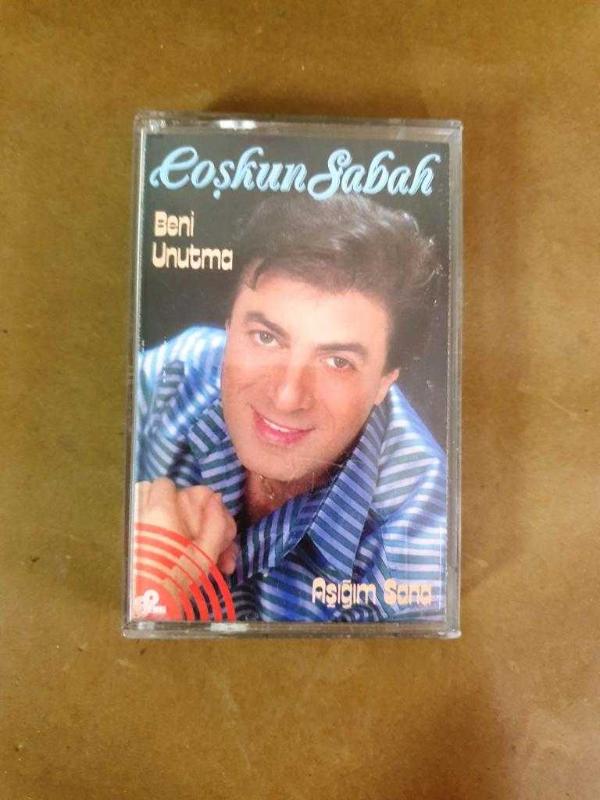 Coşkun Sabah
Beni
Unutma
Aşığım Sana